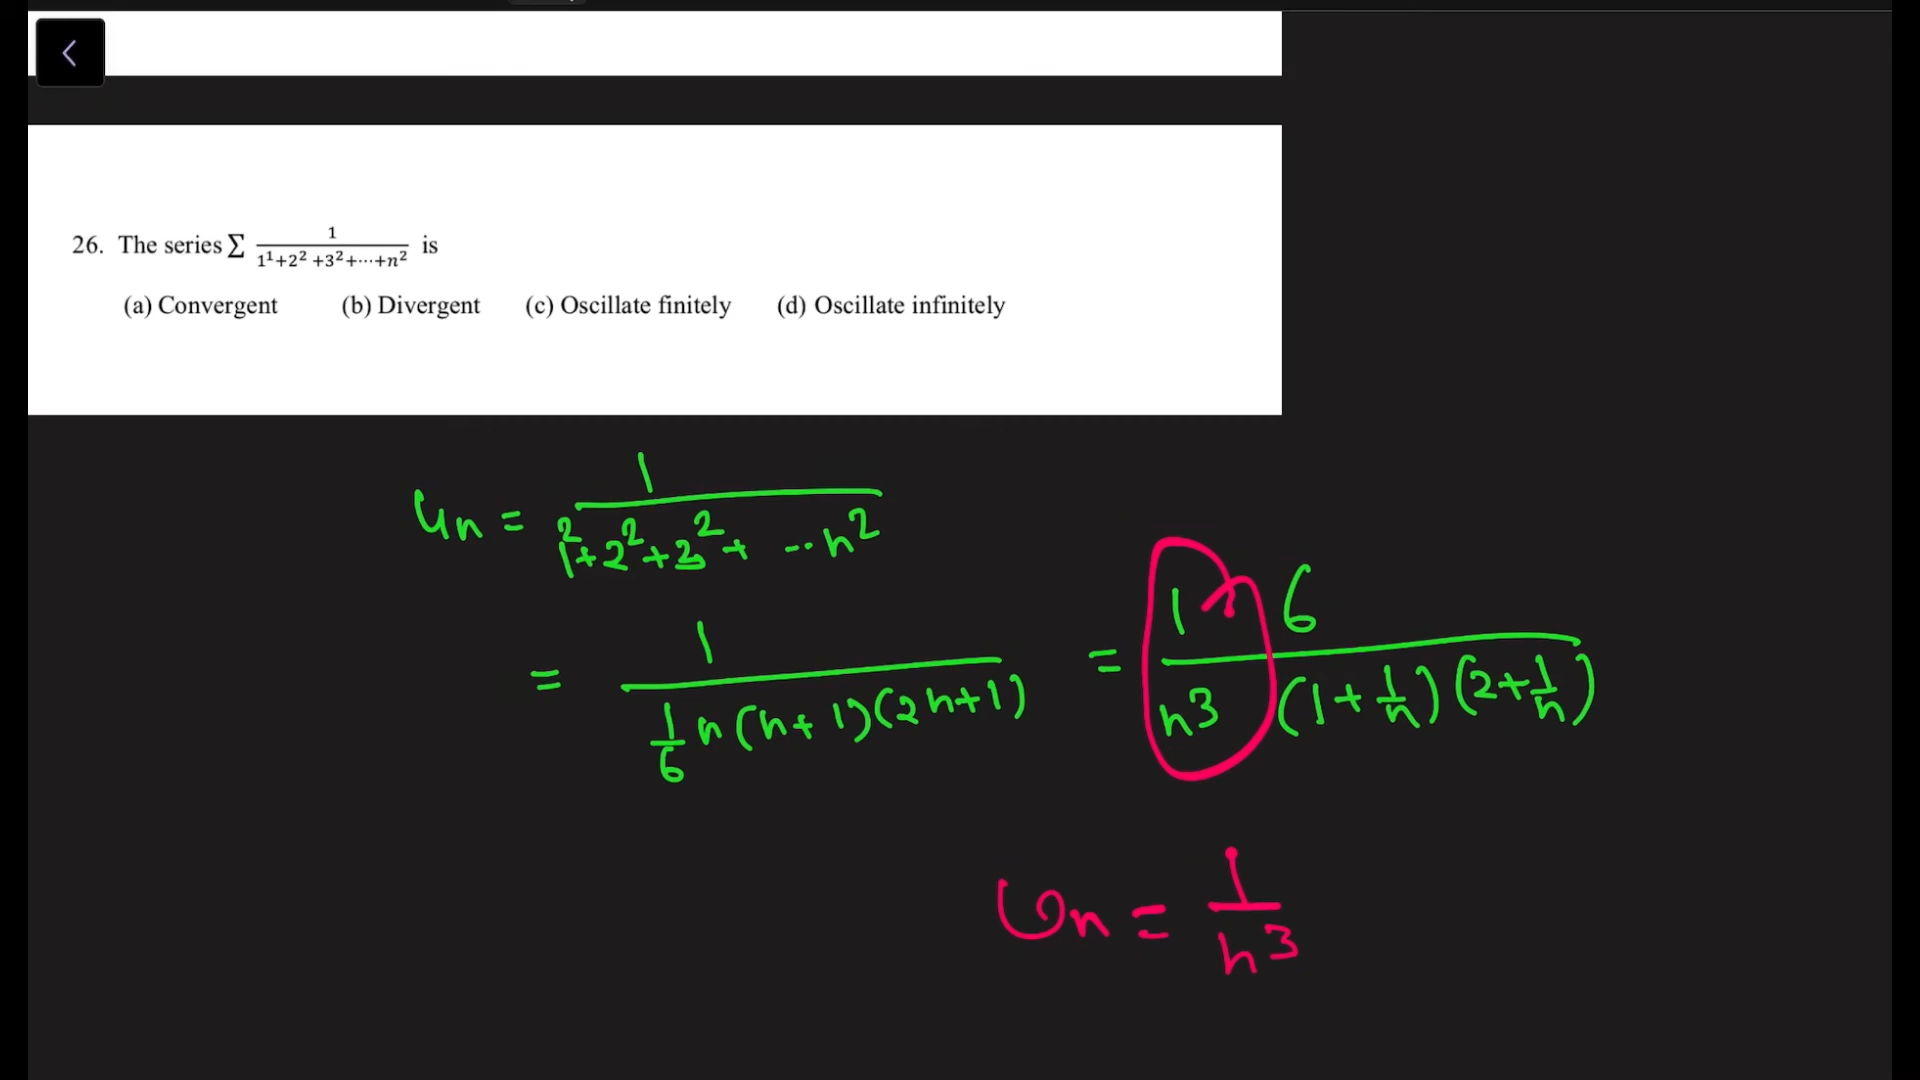 26. The series ∑ 1/(1¹+2² +3²+⋯+n²) is
(a) Convergent (b) Divergent (c) Oscillate finitely (d) Oscillate infinitely
un = 1/(1²+2²+3²+ --n²)
= 1/(1/6 n(n+1)(2n+1)) = 1/n³ 6/((1+1/n)(2+1/n))
vn = 1/n³